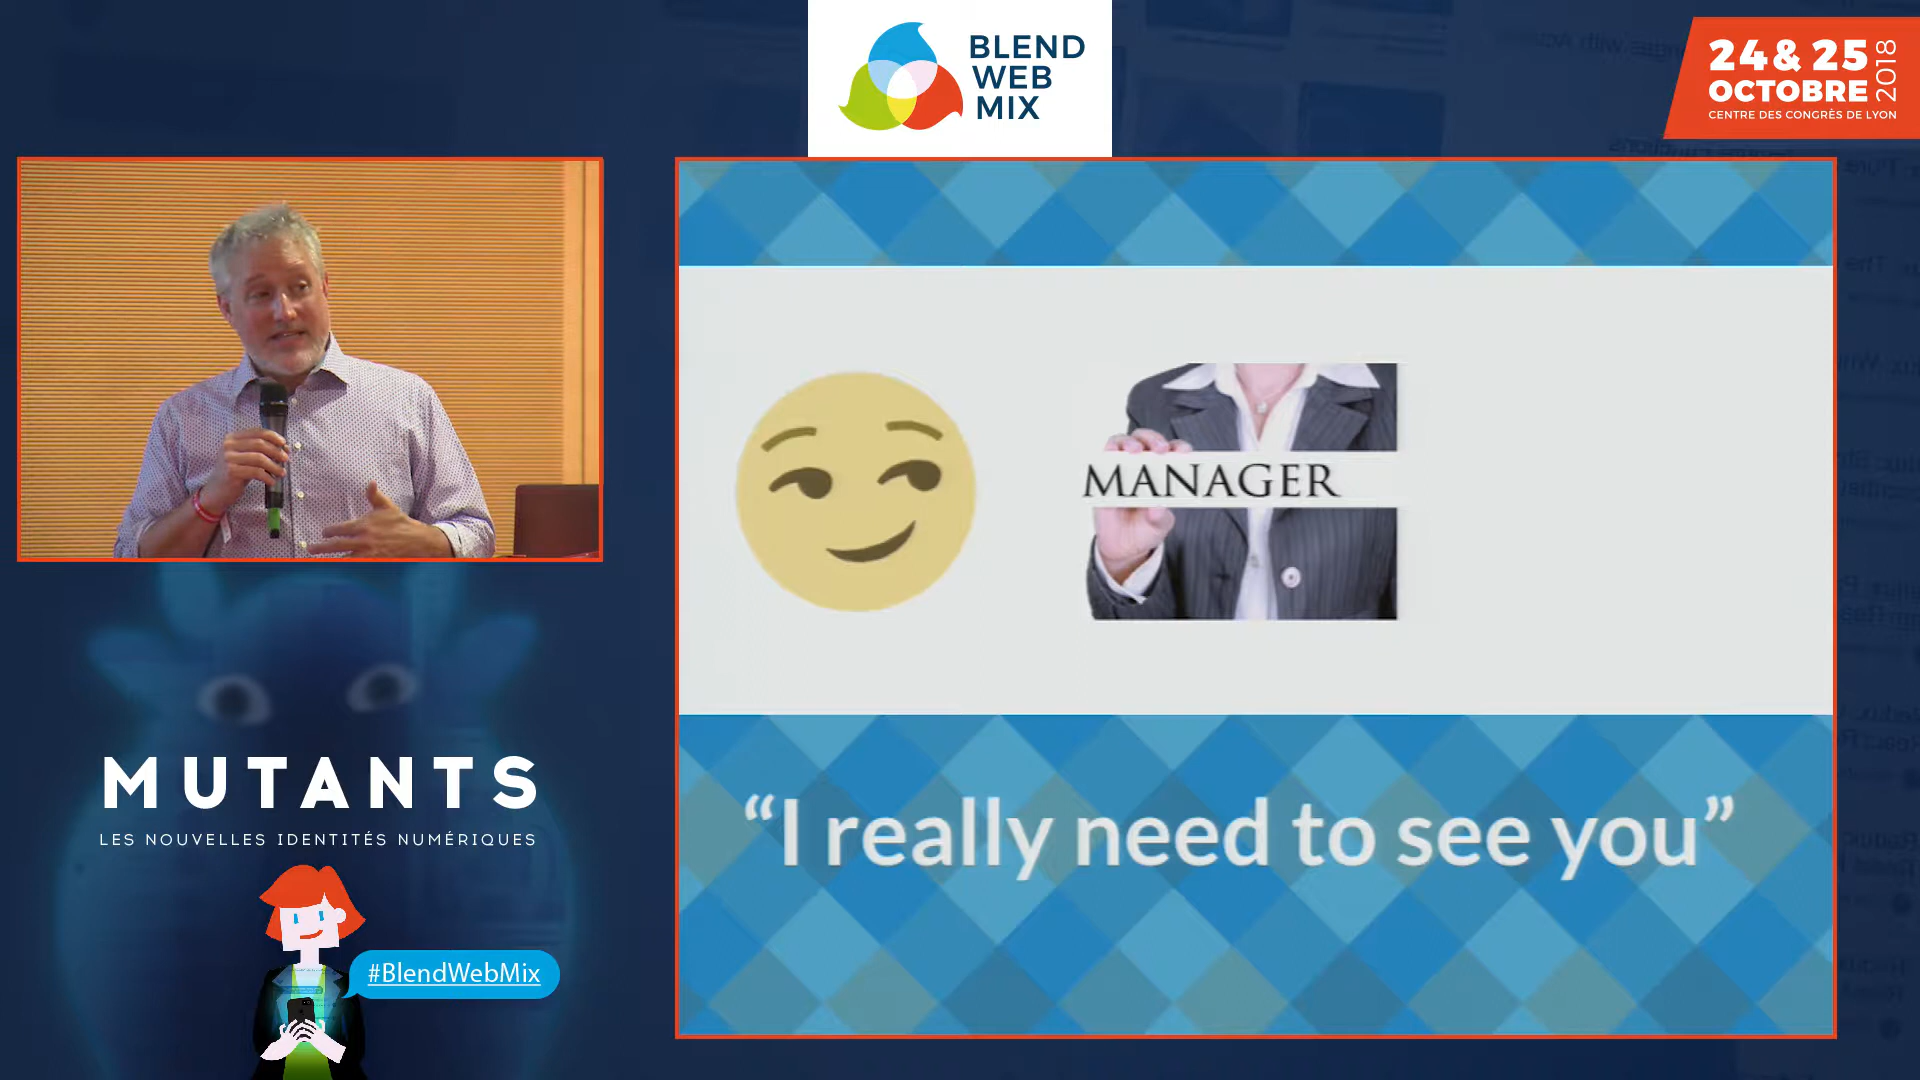 BLEND
WEB
MIX
24 & 25
OCTOBRE
2018
CENTRE DES CONGRÈS DE LYON
MANAGER
“I really need to see you”
MUTANTS
LES NOUVELLES IDENTITÉS NUMÉRIQUES
#BlendWebMix